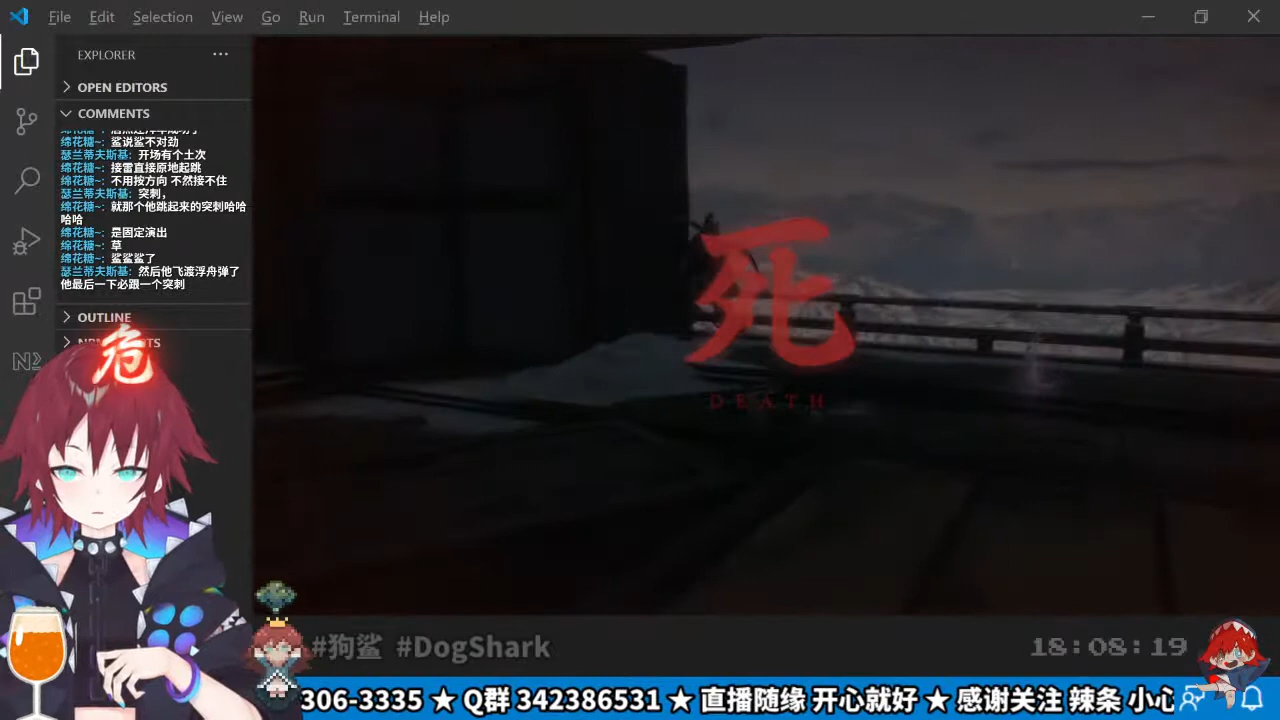 File Edit Selection View Go Run Terminal Help
EXPLORER
OPEN EDITORS
COMMENTS
绵花糖~: 鲨说鲨不对劲
瑟兰蒂夫斯基: 开场有个土次
绵花糖~: 接雷直接原地起跳
绵花糖~: 不用按方向 不然接不住
瑟兰蒂夫斯基: 突刺，
绵花糖~: 就那个他跳起来的突刺哈哈
哈哈
绵花糖~: 是固定演出
绵花糖~: 草
绵花糖~: 鲨鲨鲨了
瑟兰蒂夫斯基: 然后他飞渡浮舟弹了
他最后一下必跟一个突刺
OUTLINE
危
死
DEATH
#狗鲨 #DogShark
18:08:19
306-3335 ★ Q群 342386531 ★ 直播随缘 开心就好 ★ 感谢关注 辣条 小心